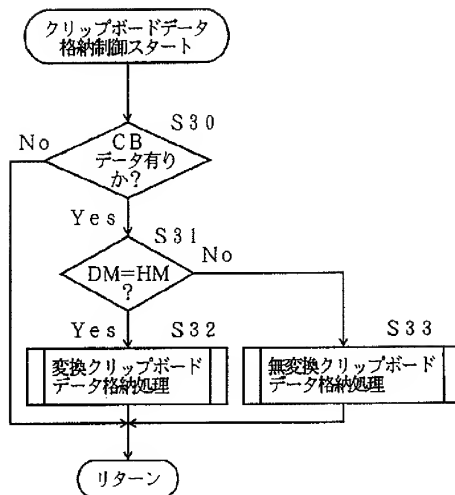 クリップボードデータ
格納制御スタート
S30
No
CB
データ有り
か?
Yes
S31
No
DM=HM
?
Yes
S32
S33
変換クリップボード
データ格納処理
無変換クリップボード
データ格納処理
リターン